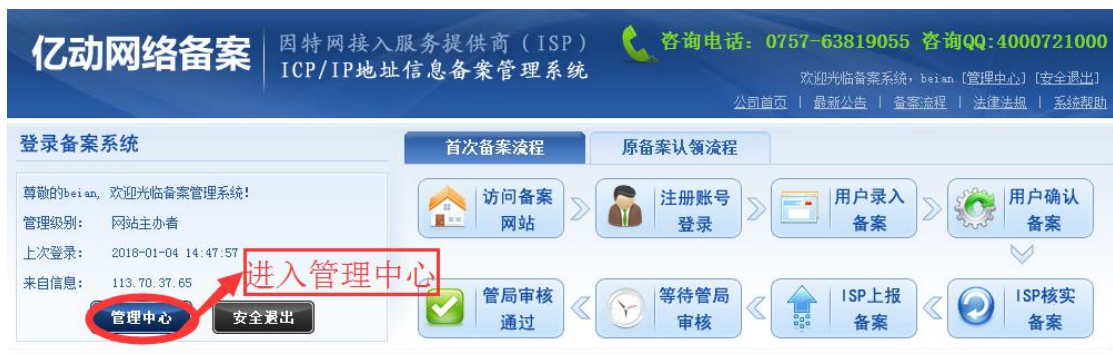 亿动网络备案
因特网接入服务提供商（ISP）
ICP/IP地址信息备案管理系统
咨询电话：0757-63819055 咨询QQ:4000721000
欢迎光临备案系统，beian [管理中心] [安全退出]
公司首页 | 最新公告 | 备案流程 | 法律法规 | 系统帮助
登录备案系统
尊敬的beian, 欢迎光临备案管理系统!
管理级别： 网站主办者
上次登录： 2018-01-04 14:47:57
来自信息： 113.70.37.65
进入管理中心
管理中心 安全退出
首次备案流程 原备案认领流程
访问备案
网站
注册账号
登录
用户录入
备案
用户确认
备案
ISP核实
备案
ISP上报
备案
等待管局
审核
管局审核
通过